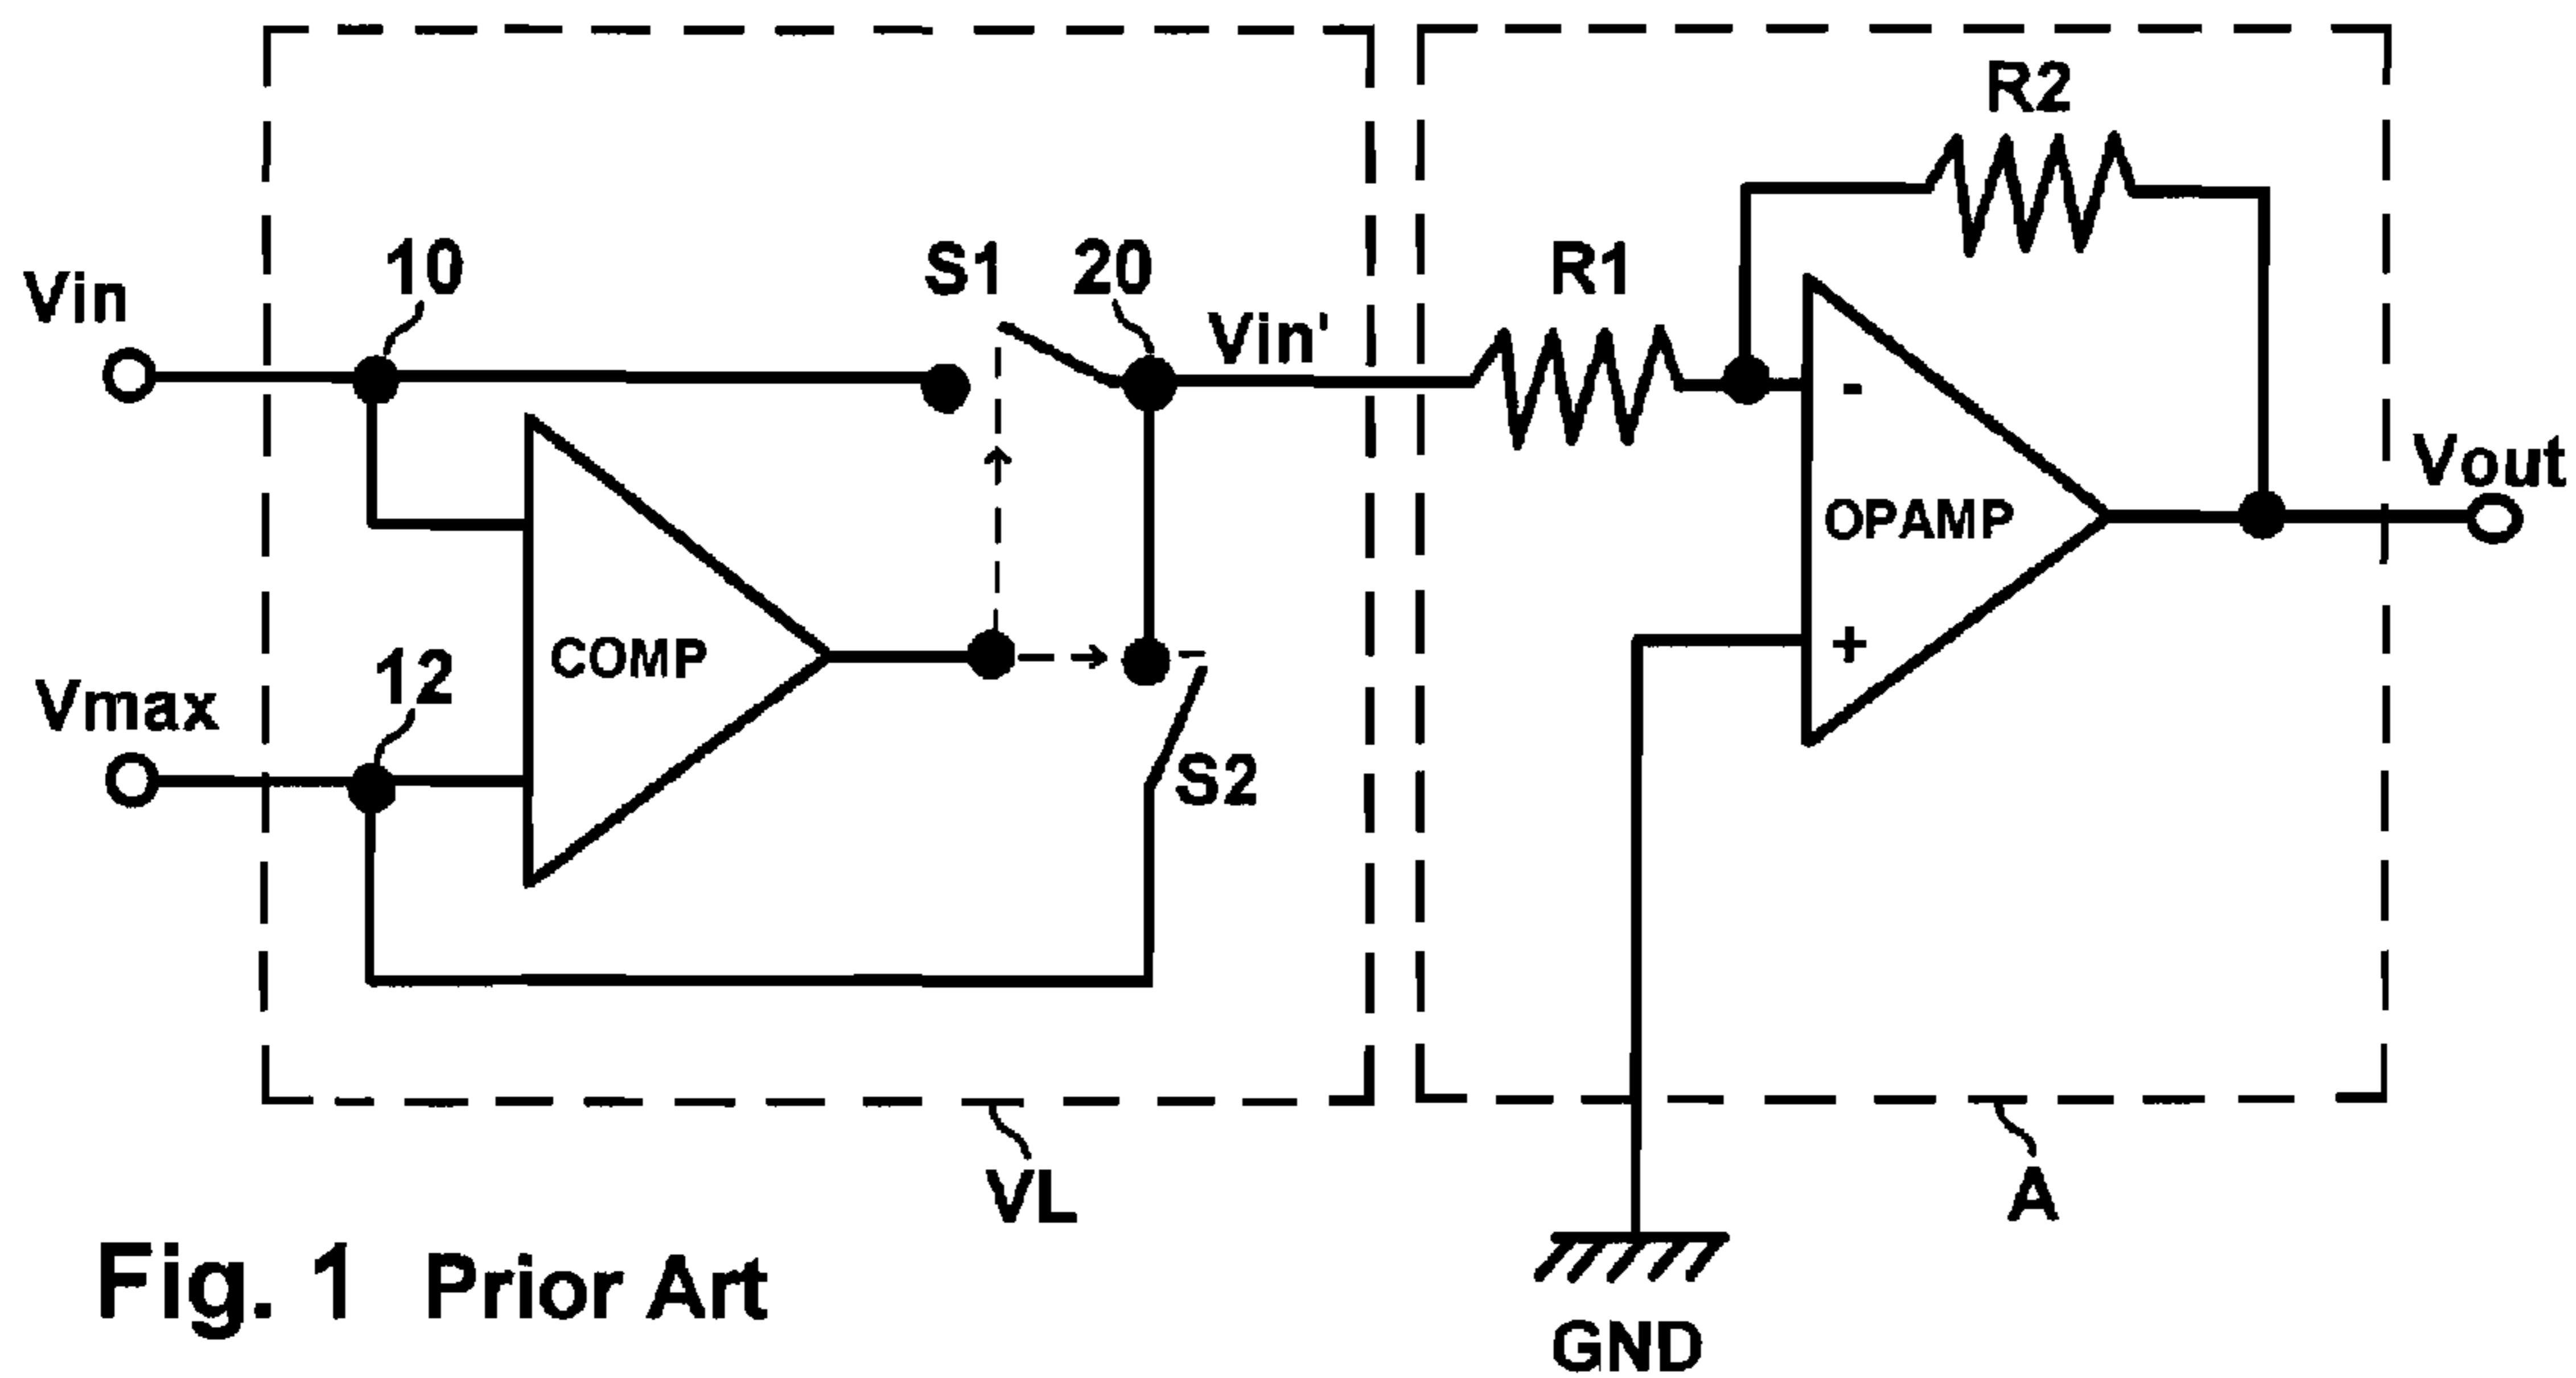 R2
10
S1
20
R1
Vin
Vin'
-
Vout
OPAMP
COMP
12
+
Vmax
S2
VL
A
Fig. 1 Prior Art
GND